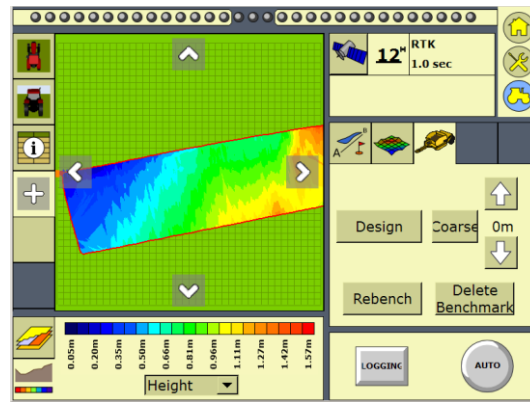 12H
RTK
1.0 sec
A
B
i
Design
Coarse
0m
Rebench
Delete
Benchmark
0.05m
0.20m
0.35m
0.50m
0.66m
0.81m
0.96m
1.11m
1.27m
1.42m
1.57m
Height
LOGGING
AUTO